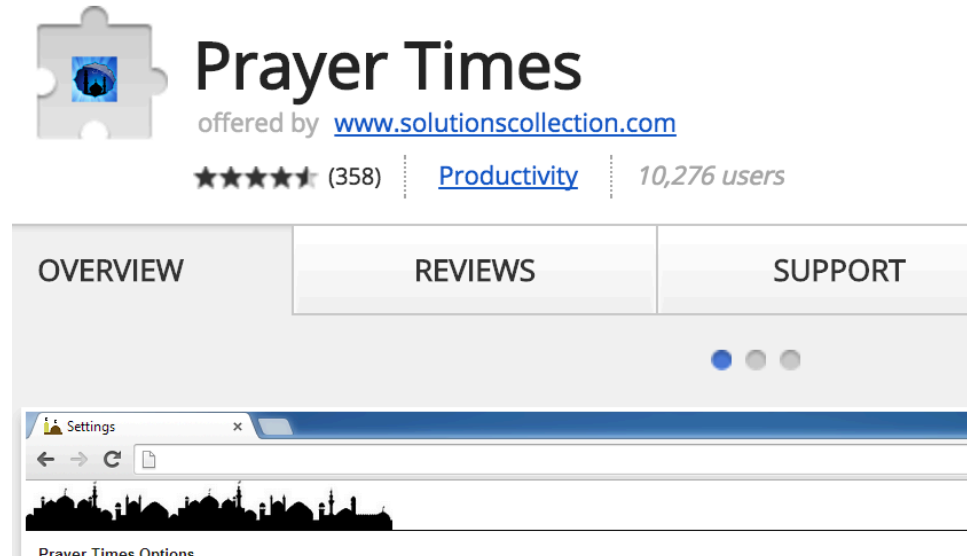 Prayer Times
offered by www.solutionscollection.com
(358) Productivity 10,276 users
OVERVIEW REVIEWS SUPPORT
Settings
Prayer Times Options